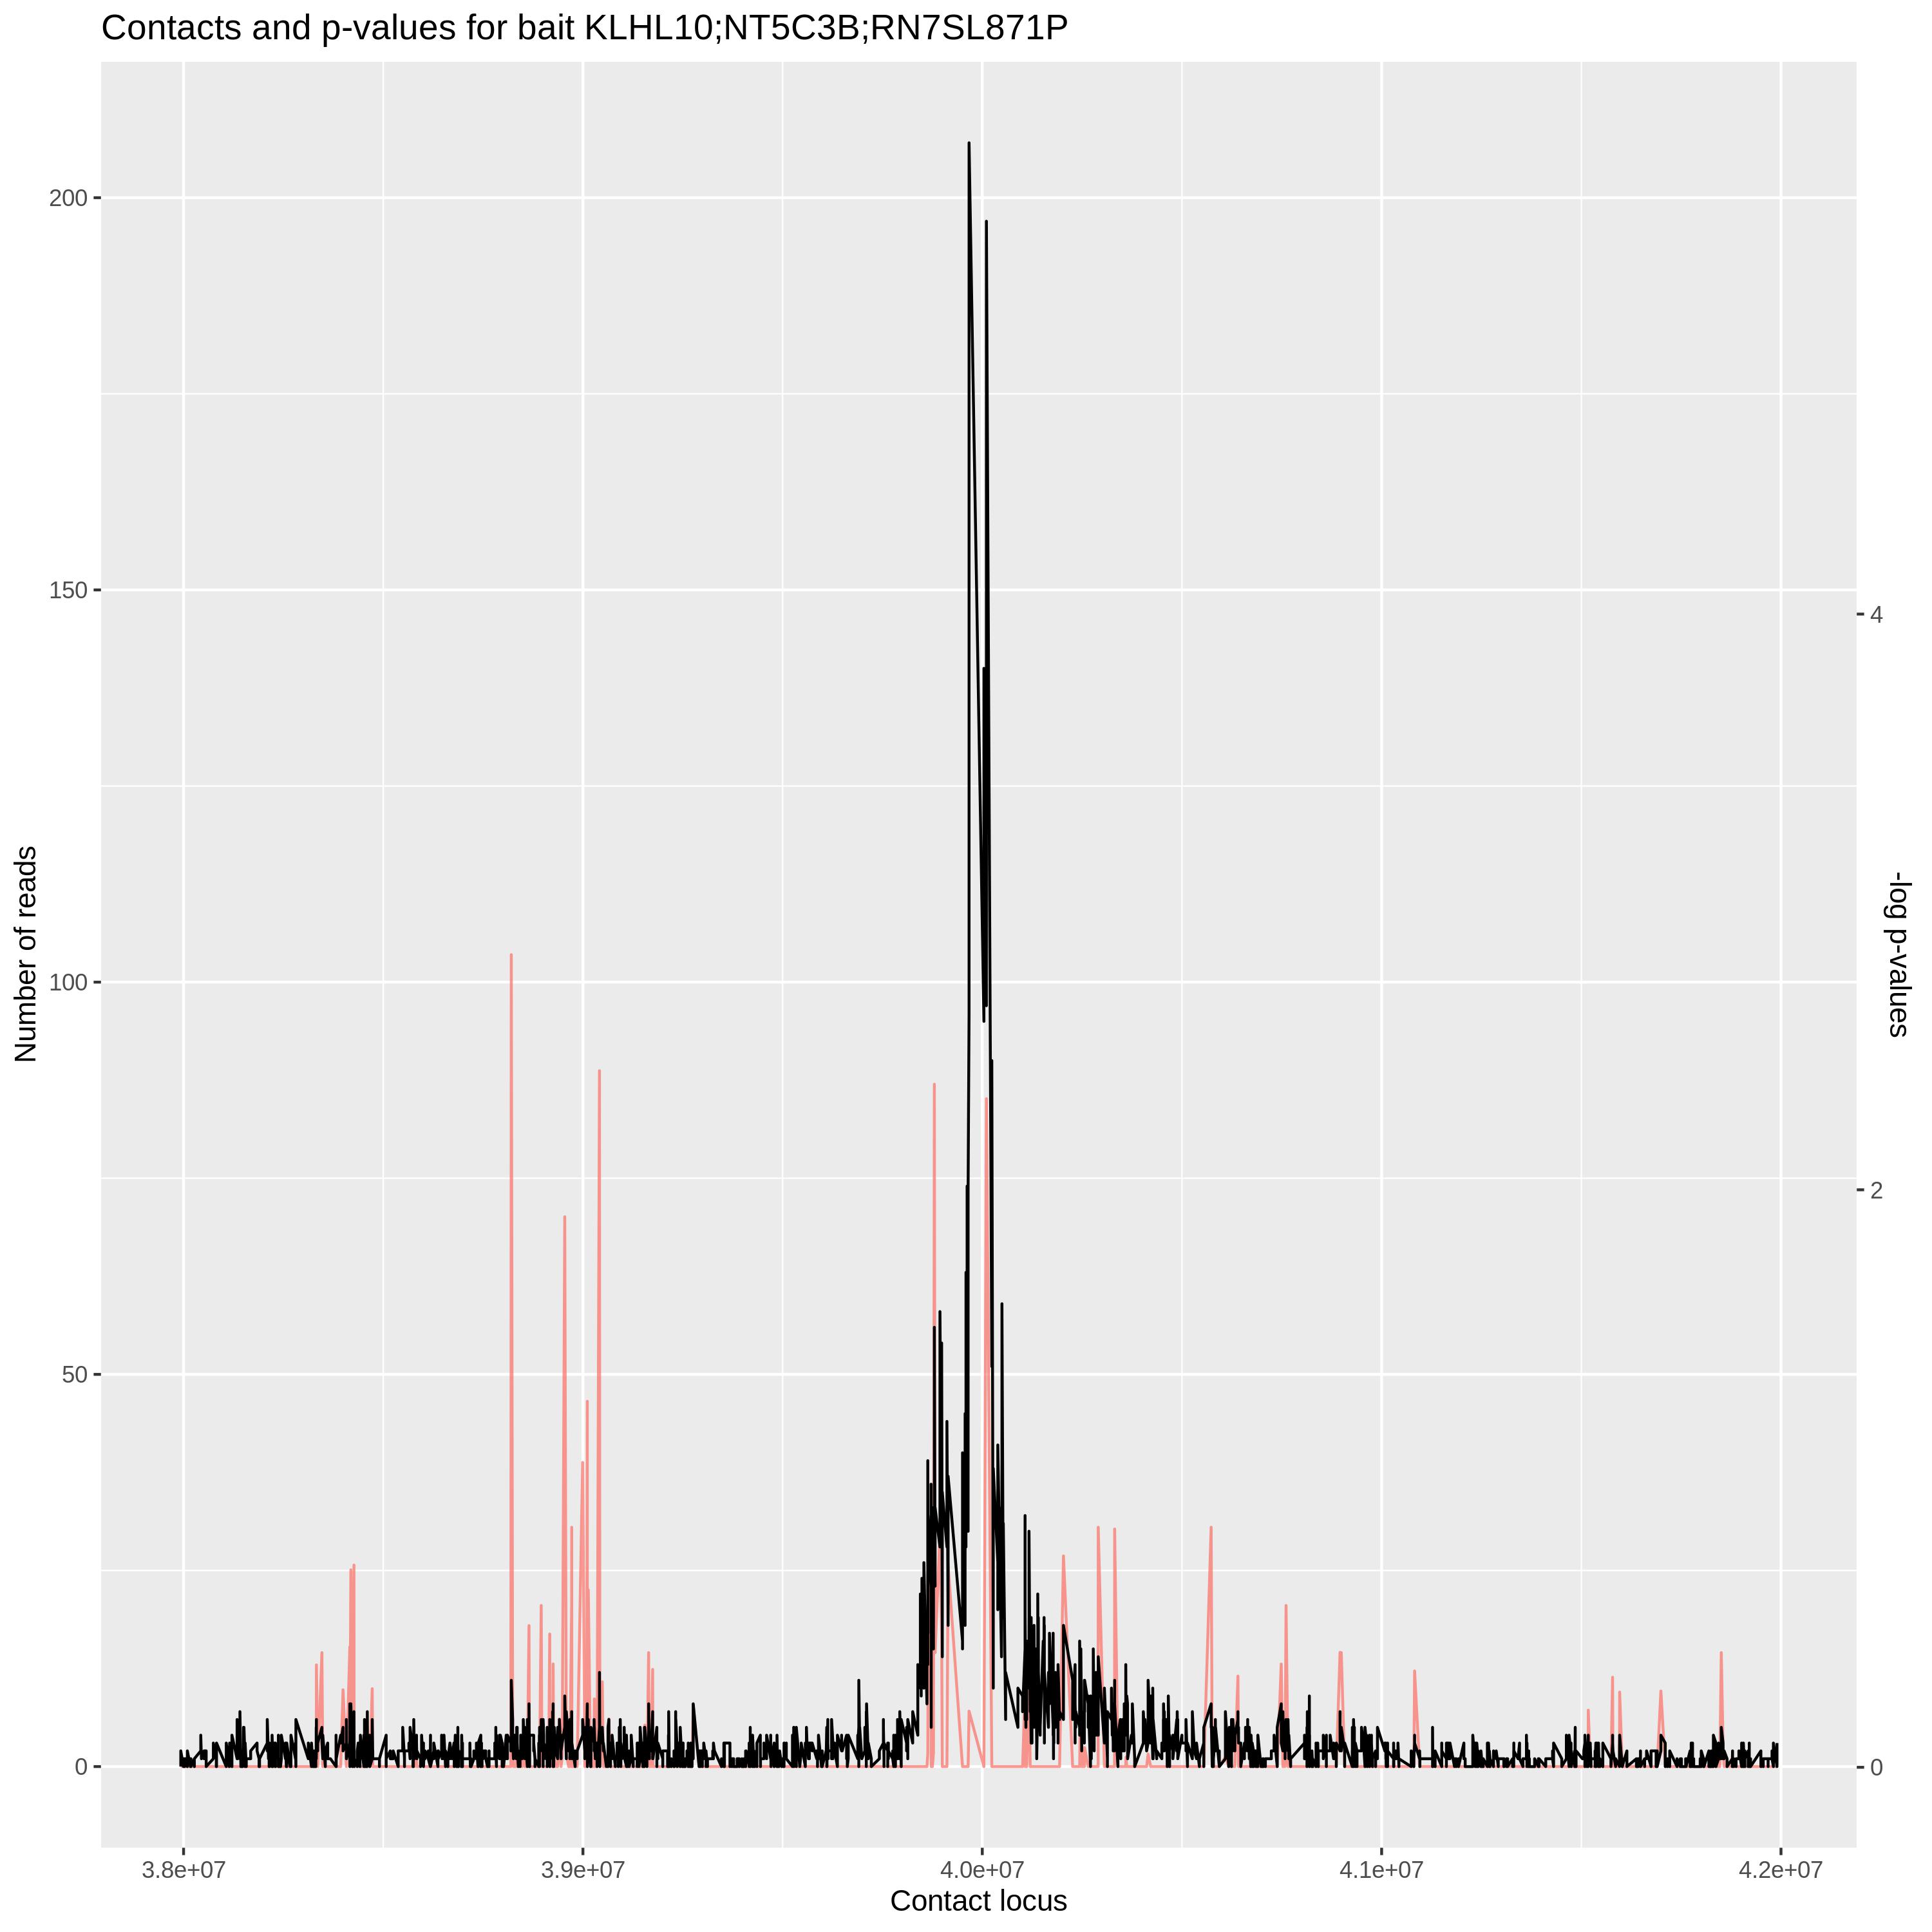 Contacts and p-values for bait KLHL10;NT5C3B;RN7SL871P
200
150
100
50
0
Number of reads
4
2
0
-log p-values
3.8e+07 3.9e+07 4.0e+07 4.1e+07 4.2e+07
Contact locus